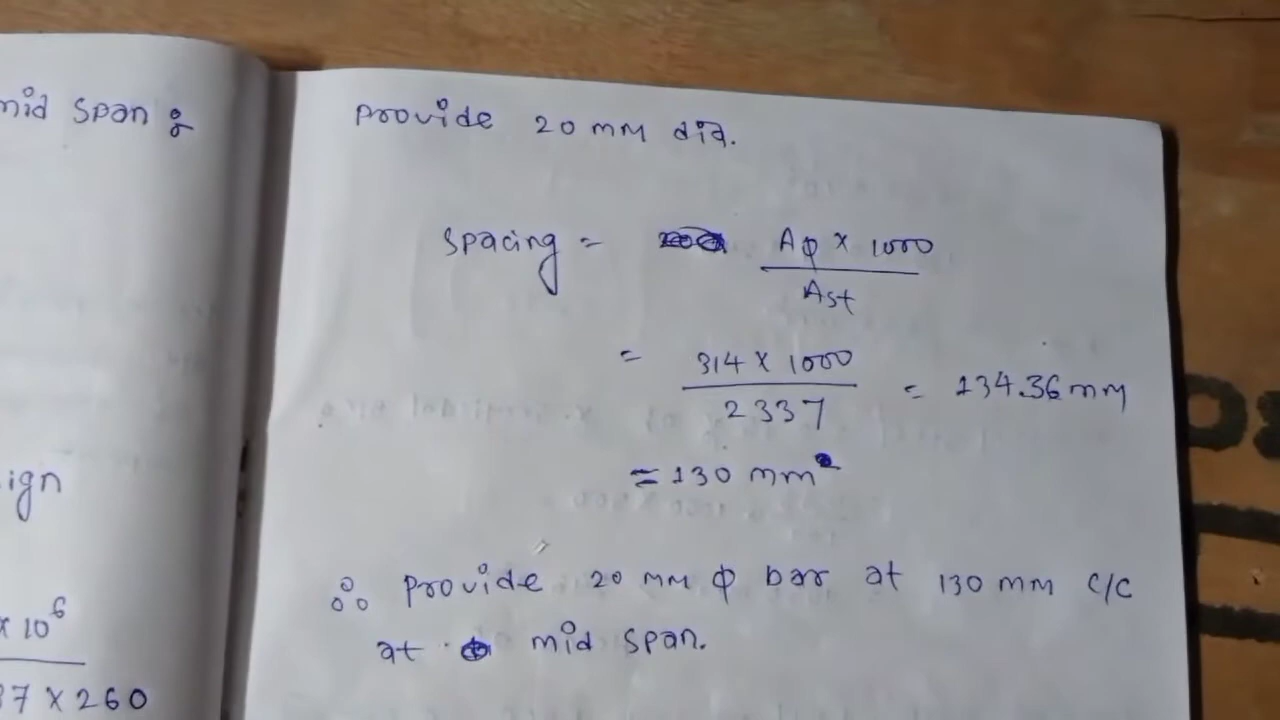 mid span :
ign
x 10⁶
37 x 260
Provide 20 mm dia.
Spacing = Aϕ x 1000
Ast
= 314 x 1000 = 134.36 mm
2337
= 130 mm
∴ Provide 20 mm ϕ bar at 130 mm c/c
at mid span.